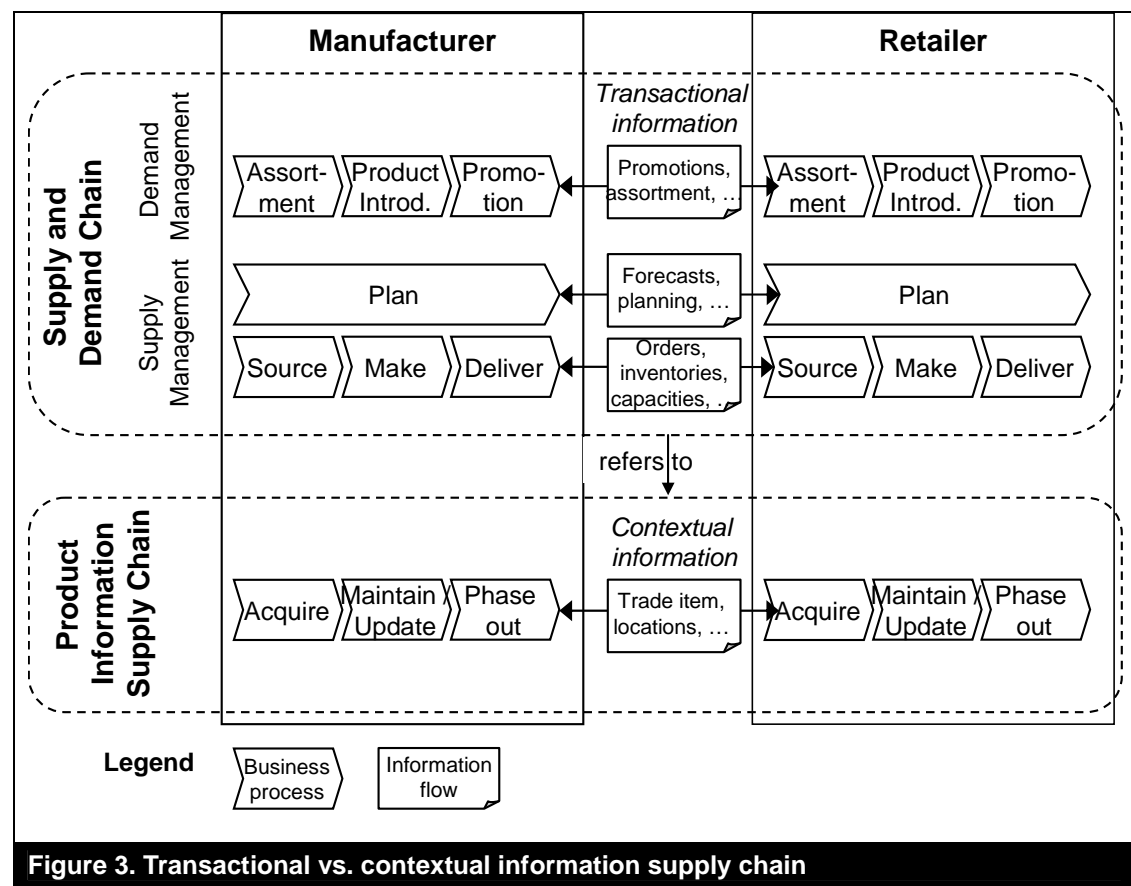 Manufacturer
Retailer
Supply and
Demand Chain
Demand
Management
Supply
Management
Transactional
information
Assort-
ment
Product
Introd.
Promo-
tion
Promotions,
assortment, …
Assort-
ment
Product
Introd.
Promo-
tion
Plan
Forecasts,
planning, …
Plan
Source
Make
Deliver
Orders,
inventories,
capacities, .
Source
Make
Deliver
refers to
Product
Information
Supply Chain
Contextual
information
Acquire
Maintain /
Update
Phase
out
Trade item,
locations, …
Acquire
Maintain /
Update
Phase
out
Legend
Business
process
Information
flow
Figure 3. Transactional vs. contextual information supply chain